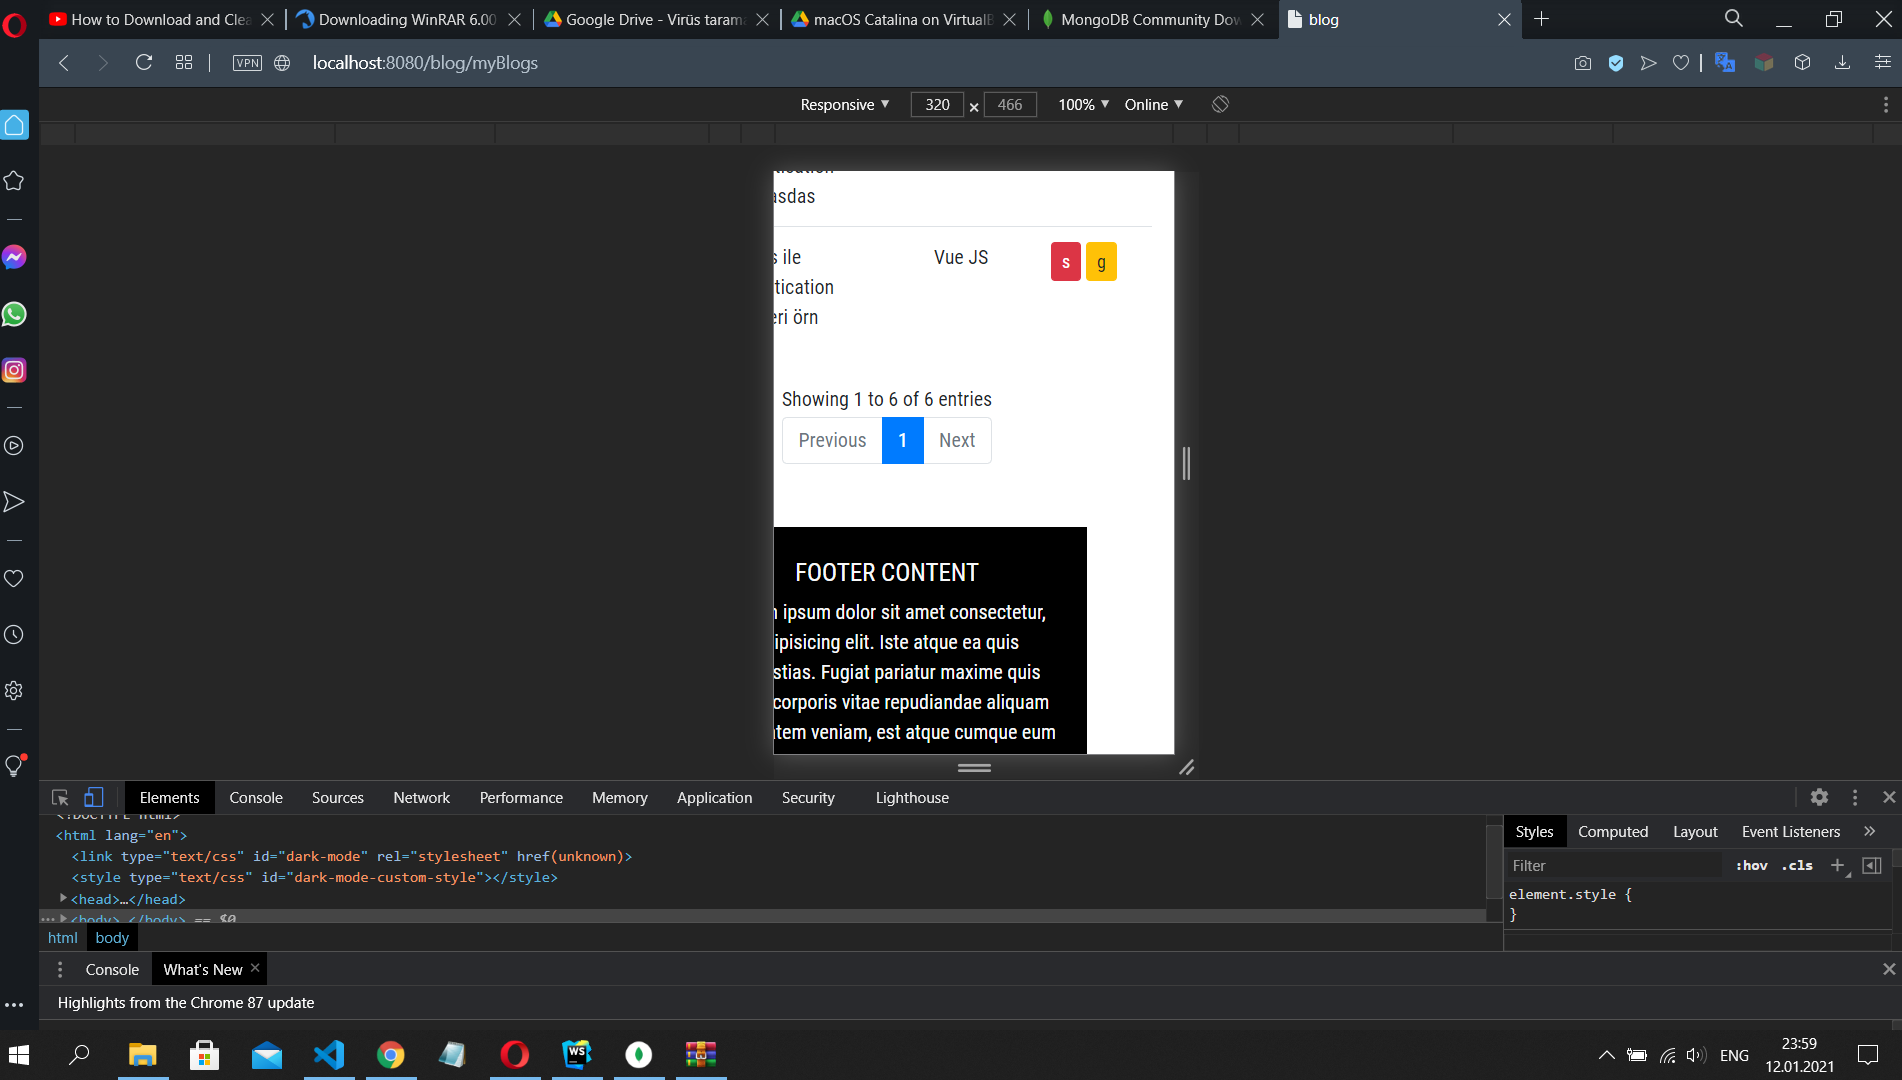 How to Download and Clea
Downloading WinRAR 6.00
Google Drive - Virüs tarama
macOS Catalina on VirtualB
MongoDB Community Dow
blog
VPN
localhost:8080/blog/myBlogs
Responsive ▼
320 × 466
100% ▼
Online ▼
asdas
s ile
tication
eri örn
Vue JS
s
g
Showing 1 to 6 of 6 entries
Previous 1 Next
FOOTER CONTENT
ipsum dolor sit amet consectetur,
ipisicing elit. Iste atque ea quis
stias. Fugiat pariatur maxime quis
corporis vitae repudiandae aliquam
tem veniam, est atque cumque eum
Elements Console Sources Network Performance Memory Application Security Lighthouse
<!DOCTYPE html>
<html lang="en">
<link type="text/css" id="dark-mode" rel="stylesheet" href(unknown)>
<style type="text/css" id="dark-mode-custom-style"></style>
<head>…</head>
<body>…</body> == $0
html body
Styles Computed Layout Event Listeners »
Filter
:hov .cls +
element.style {
}
Console What's New ×
Highlights from the Chrome 87 update
WS
ENG
23:59
12.01.2021